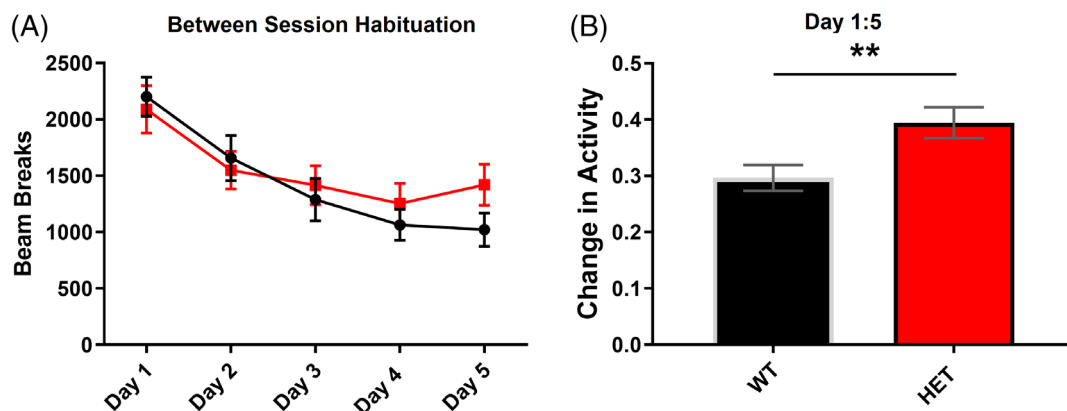 (A)
Between Session Habituation
Beam Breaks
2500
2000
1500
1000
500
0
Day 1
Day 2
Day 3
Day 4
Day 5
(B)
Day 1:5
**
Change in Activity
0.5
0.4
0.3
0.2
0.1
0.0
WT
HET